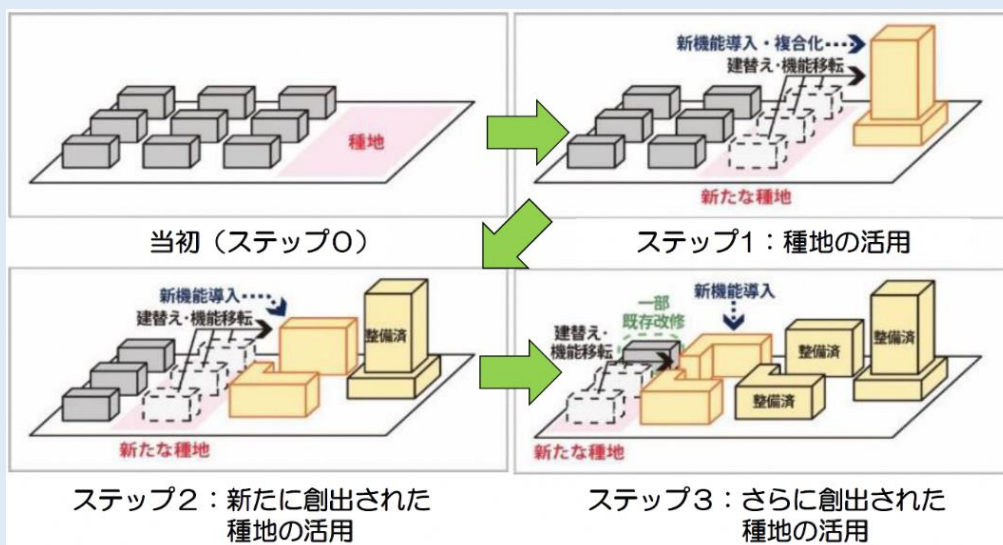 種地
当初（ステップ０）
新機能導入・複合化
建替え・機能移転
新たな種地
ステップ1：種地の活用
新機能導入
建替え・機能移転
整備済
新たな種地
ステップ２：新たに創出された
種地の活用
新機能導入
一部
既存改修
建替え・
機能移転
整備済
整備済
整備済
新たな種地
ステップ３：さらに創出された
種地の活用